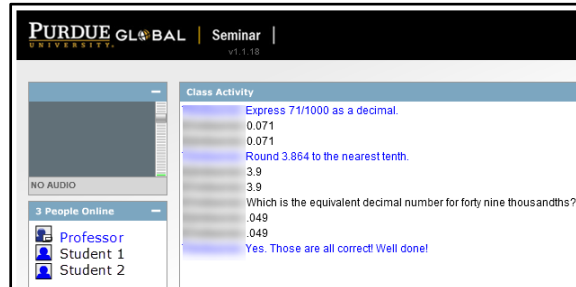 PURDUE GLOBAL | Seminar |
UNIVERSITY.
v1.1.18
Class Activity
Express 71/1000 as a decimal.
0.071
0.071
Round 3.864 to the nearest tenth.
3.9
3.9
Which is the equivalent decimal number for forty nine thousandths?
.049
.049
Yes. Those are all correct! Well done!
NO AUDIO
3 People Online
Professor
Student 1
Student 2